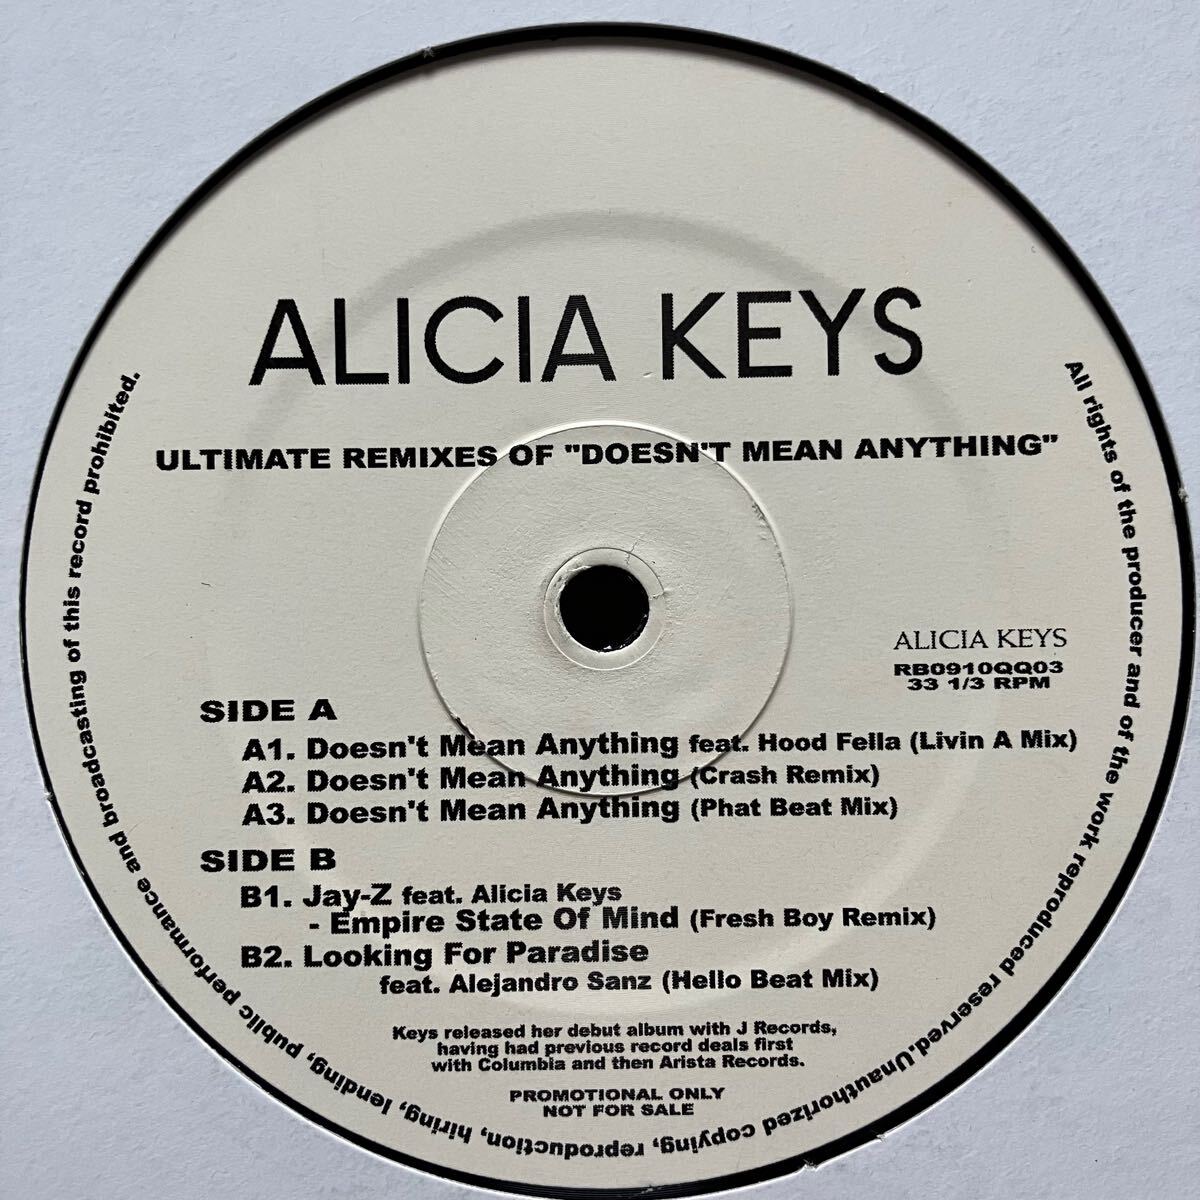 ALICIA KEYS
ULTIMATE REMIXES OF "DOESN'T MEAN ANYTHING"
ALICIA KEYS
RB0910QQ03
33 1/3 RPM
SIDE A
A1. Doesn't Mean Anything feat. Hood Fella (Livin A Mix)
A2. Doesn't Mean Anything (Crash Remix)
A3. Doesn't Mean Anything (Phat Beat Mix)
SIDE B
B1. Jay-Z feat. Alicia Keys
- Empire State Of Mind (Fresh Boy Remix)
B2. Looking For Paradise
feat. Alejandro Sanz (Hello Beat Mix)
Keys released her debut album with J Records,
having had previous record deals first
with Columbia and then Arista Records.
PROMOTIONAL ONLY
NOT FOR SALE
All rights of the producer and of the work reproduced reserved.Unauthorized copying, reproduction, hiring, lending, public performance and broadcasting of this record prohibited.